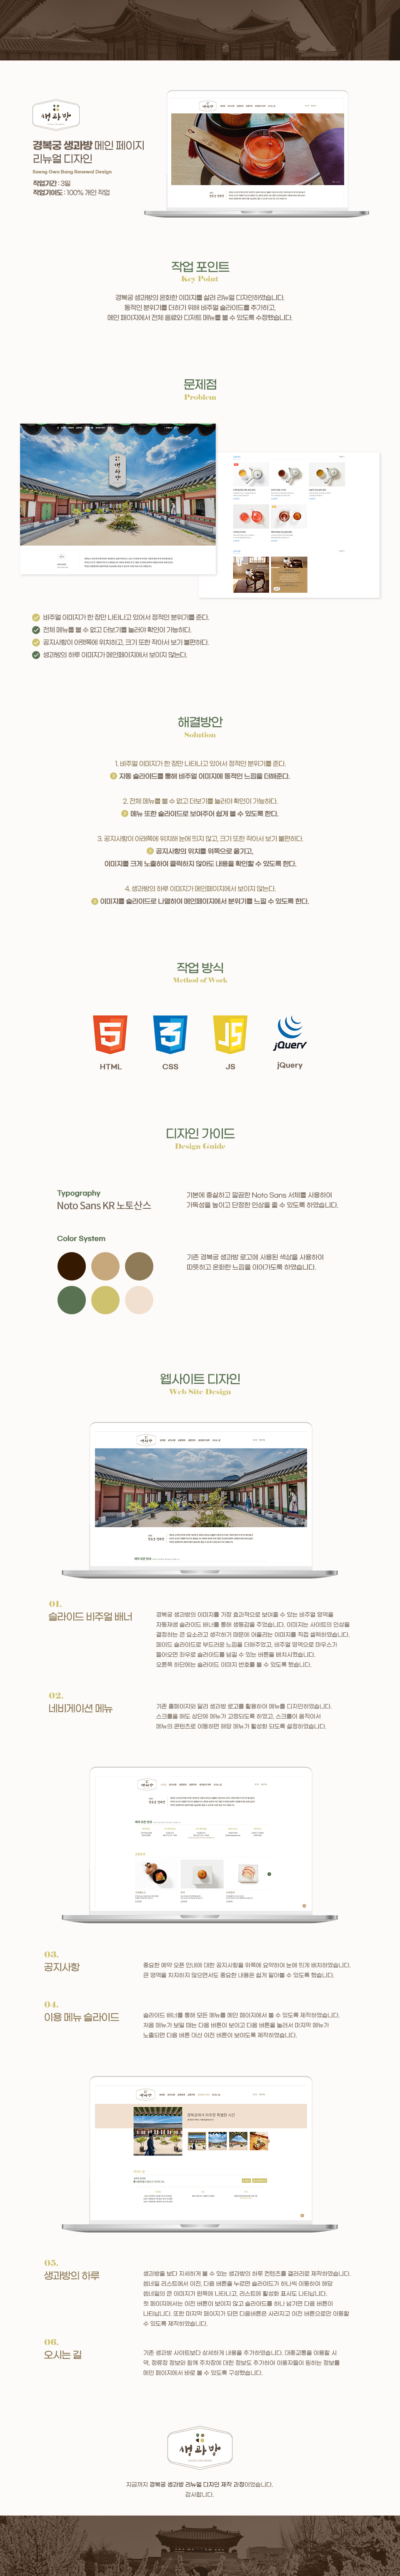 생과방
경복궁 생과방 메인 페이지
리뉴얼 디자인
Saeng Gwa Bang Renewal Design
작업기간 : 3일
작업기여도 : 100% 개인 작업
작업 포인트
Key Point
경복궁 생과방의 온화한 이미지를 살려 리뉴얼 디자인하였습니다.
동적인 분위기를 더하기 위해 비주얼 슬라이드를 추가하고,
메인 페이지에서 전체 음료와 디저트 메뉴를 볼 수 있도록 수정했습니다.
문제점
Problem
생과방
비주얼 이미지가 한 장만 나타나고 있어서 정적인 분위기를 준다.
전체 메뉴를 볼 수 없고 더보기를 눌러야 확인이 가능하다.
공지사항이 아랫쪽에 위치하고, 크기 또한 작아서 보기 불편하다.
생과방의 하루 이미지가 메인페이지에서 보이지 않는다.
해결방안
Solution
1. 비주얼 이미지가 한 장만 나타나고 있어서 정적인 분위기를 준다.
자동 슬라이드를 통해 비주얼 이미지에 동적인 느낌을 더해준다.
2. 전체 메뉴를 볼 수 없고 더보기를 눌러야 확인이 가능하다.
메뉴 또한 슬라이드로 보여주어 쉽게 볼 수 있도록 한다.
3. 공지사항이 아래쪽에 위치해 눈에 띄지 않고, 크기 또한 작아서 보기 불편하다.
공지사항의 위치를 위쪽으로 옮기고,
이미지를 크게 노출하여 클릭하지 않아도 내용을 확인할 수 있도록 한다.
4. 생과방의 하루 이미지가 메인페이지에서 보이지 않는다.
이미지를 슬라이드로 나열하여 메인페이지에서 분위기를 느낄 수 있도록 한다.
작업 방식
Method of Work
HTML
CSS
JS
jQuery
jQuery
디자인 가이드
Design Guide
Typography
Noto Sans KR 노토산스
기본에 충실하고 깔끔한 Noto Sans 서체를 사용하여
가독성을 높이고 단정한 인상을 줄 수 있도록 하였습니다.
Color System
기존 경복궁 생과방 로고에 사용된 색상을 사용하여
따뜻하고 온화한 느낌을 이어가도록 하였습니다.
웹사이트 디자인
Web Site Design
생과방
01.
슬라이드 비주얼 배너
경복궁 생과방의 이미지를 가장 효과적으로 보여줄 수 있는 비주얼 영역을
자동재생 슬라이드 배너를 통해 생동감을 주었습니다. 이미지는 사이트의 인상을
결정하는 큰 요소라고 생각하기 때문에 어울리는 이미지를 직접 셀렉하였습니다.
페이드 슬라이드로 부드러운 느낌을 더해주었고, 비주얼 영역으로 마우스가
들어오면 좌우로 슬라이드를 넘길 수 있는 버튼을 배치시켰습니다.
오른쪽 하단에는 슬라이드 이미지 번호를 볼 수 있도록 했습니다.
02.
네비게이션 메뉴
기존 홈페이지와 달리 생과방 로고를 활용하여 메뉴를 디자인하였습니다.
스크롤을 해도 상단에 메뉴가 고정되도록 하였고, 스크롤이 움직여서
메뉴의 콘텐츠로 이동하면 해당 메뉴가 활성화 되도록 설정하였습니다.
생과방
03.
공지사항
중요한 예약 오픈 안내에 대한 공지사항을 위쪽에 요약하여 눈에 띄게 배치하였습니다.
큰 영역을 차지하지 않으면서도 중요한 내용은 쉽게 알아볼 수 있도록 했습니다.
04.
이용 메뉴 슬라이드
슬라이드 배너를 통해 모든 메뉴를 메인 페이지에서 볼 수 있도록 제작하였습니다.
처음 메뉴가 보일 때는 다음 버튼이 보이고 다음 버튼을 눌러서 마지막 메뉴가
노출되면 다음 버튼 대신 이전 버튼이 보이도록 제작하였습니다.
생과방
05.
생과방의 하루
생과방을 보다 자세하게 볼 수 있는 생과방의 하루 컨텐츠를 갤러리로 제작하였습니다.
썸네일 리스트에서 이전, 다음 버튼을 누르면 슬라이드가 하나씩 이동하여 해당
썸네일의 큰 이미지가 왼쪽에 나타나고, 리스트에 활성화 표시도 나타납니다.
첫 페이지에서는 이전 버튼이 보이지 않고 슬라이드를 하나 넘기면 다음 버튼이
나타납니다. 또한 마지막 페이지가 되면 다음버튼은 사라지고 이전 버튼으로만 이동할
수 있도록 제작하였습니다.
06.
오시는 길
기존 생과방 사이트보다 상세하게 내용을 추가하였습니다. 대중교통을 이용할 시
역, 정류장 정보와 함께 주차장에 대한 정보도 추가하여 이용자들이 원하는 정보를
메인 페이지에서 바로 볼 수 있도록 구성했습니다.
생과방
지금까지 경복궁 생과방 리뉴얼 디자인 제작 과정이었습니다.
감사합니다.